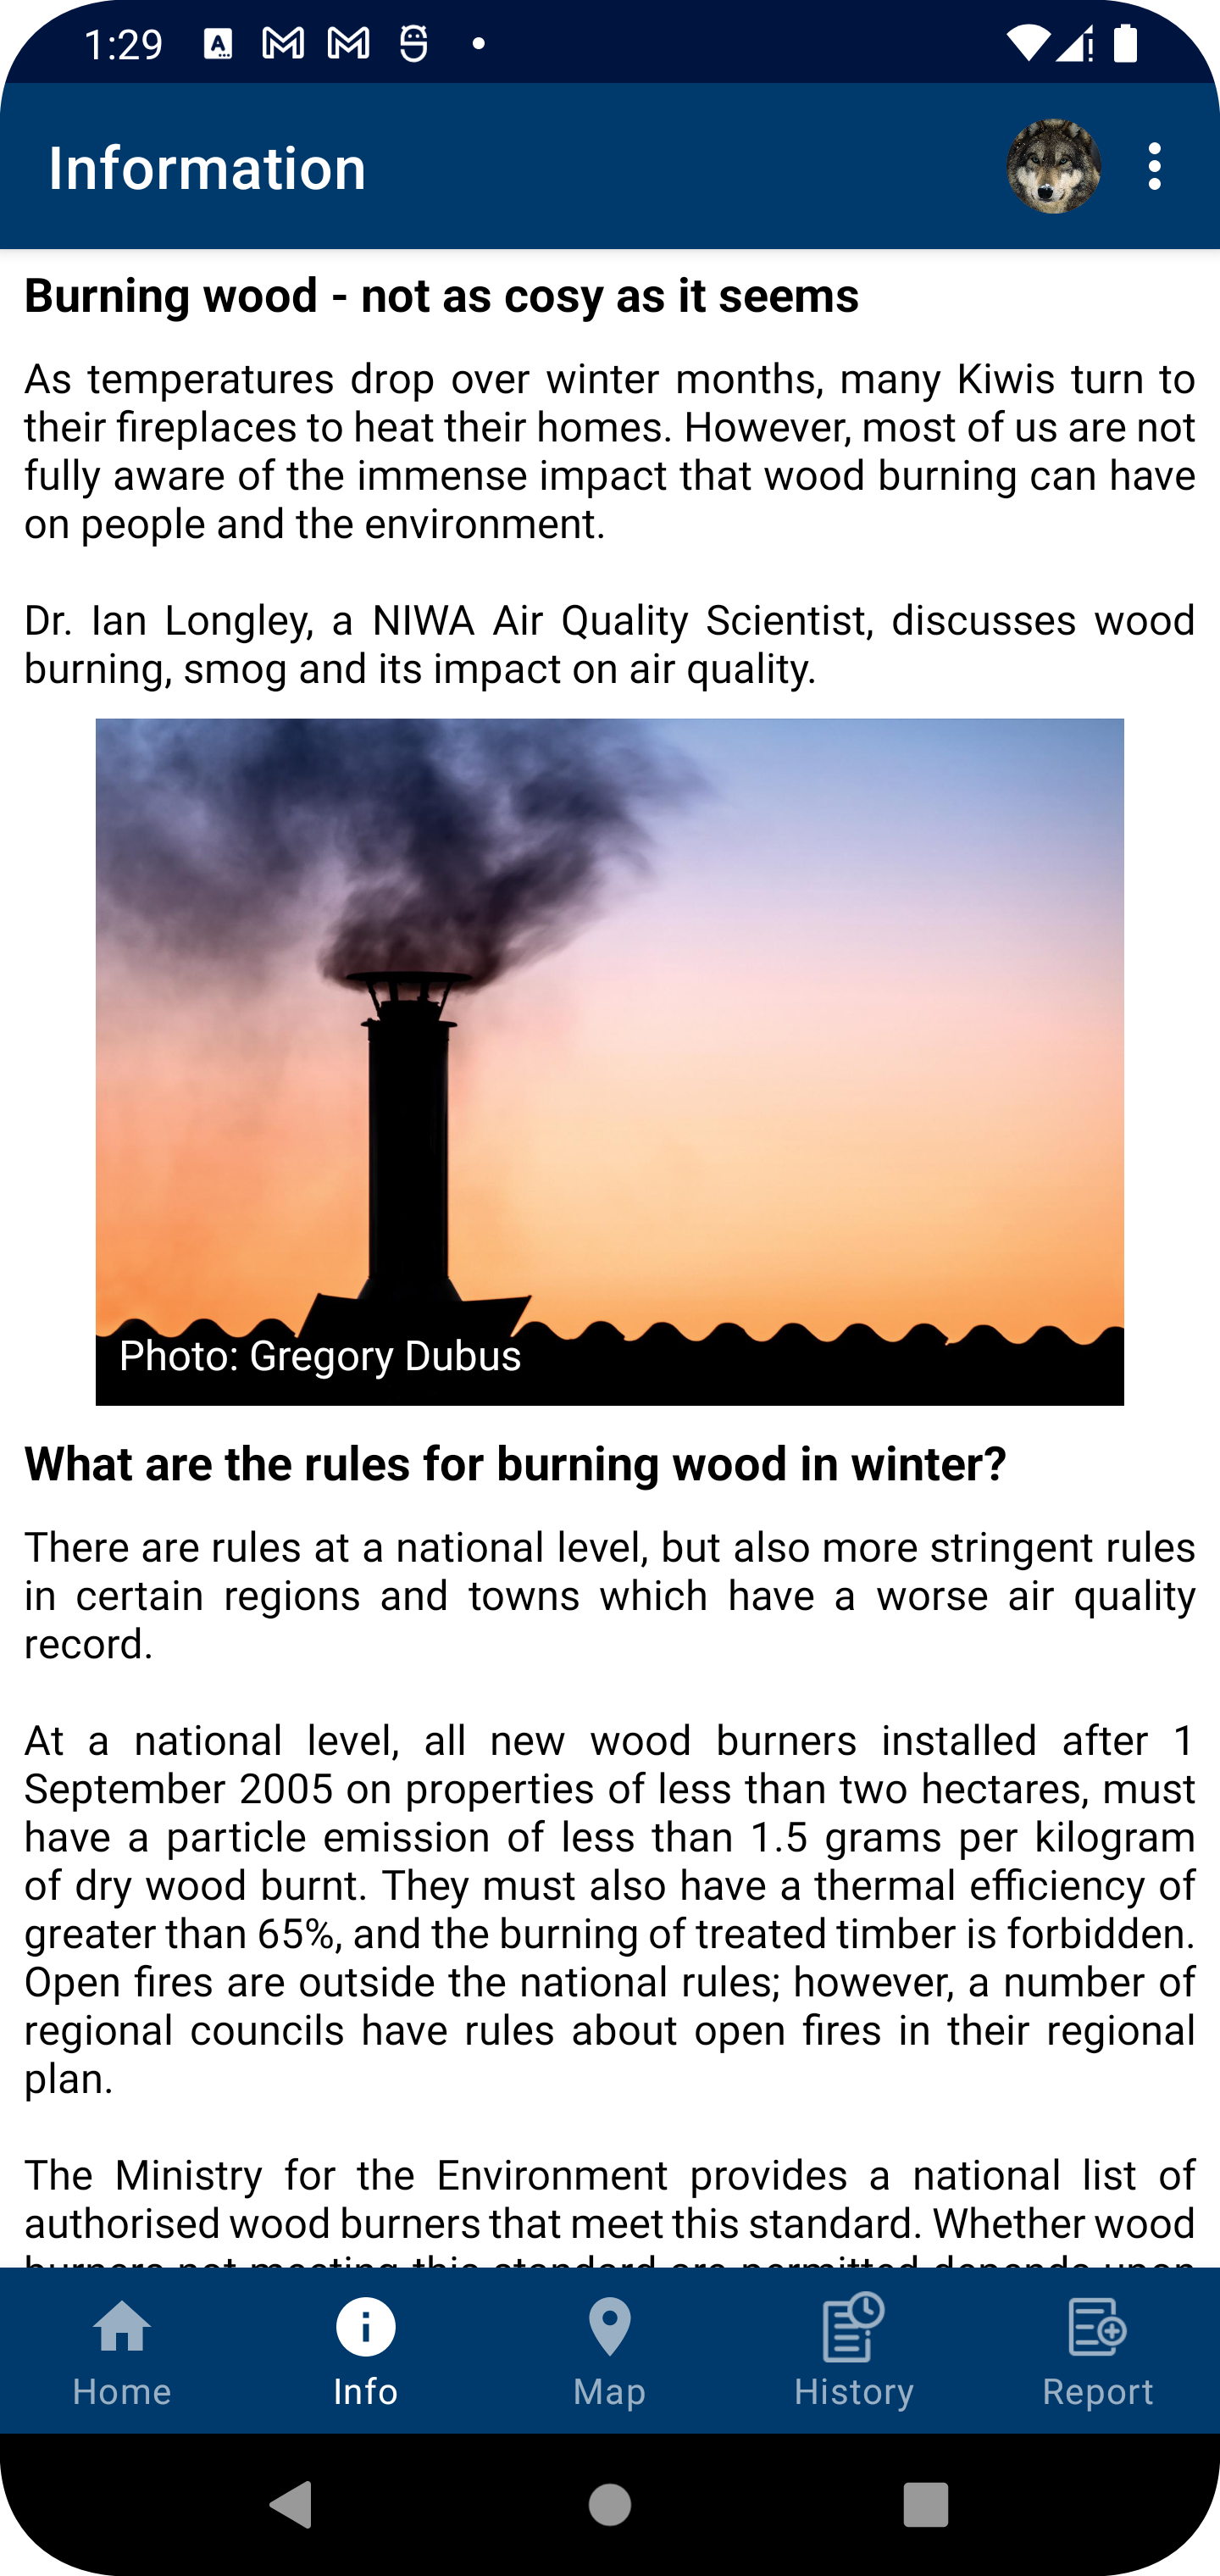 1:29
Information
Burning wood - not as cosy as it seems
As temperatures drop over winter months, many Kiwis turn to
their fireplaces to heat their homes. However, most of us are not
fully aware of the immense impact that wood burning can have
on people and the environment.
Dr. Ian Longley, a NIWA Air Quality Scientist, discusses wood
burning, smog and its impact on air quality.
Photo: Gregory Dubus
What are the rules for burning wood in winter?
There are rules at a national level, but also more stringent rules
in certain regions and towns which have a worse air quality
record.
At a national level, all new wood burners installed after 1
September 2005 on properties of less than two hectares, must
have a particle emission of less than 1.5 grams per kilogram
of dry wood burnt. They must also have a thermal efficiency of
greater than 65%, and the burning of treated timber is forbidden.
Open fires are outside the national rules; however, a number of
regional councils have rules about open fires in their regional
plan.
The Ministry for the Environment provides a national list of
authorised wood burners that meet this standard. Whether wood
burners not meeting this standard are permitted depends upon
Home
Info
Map
History
Report